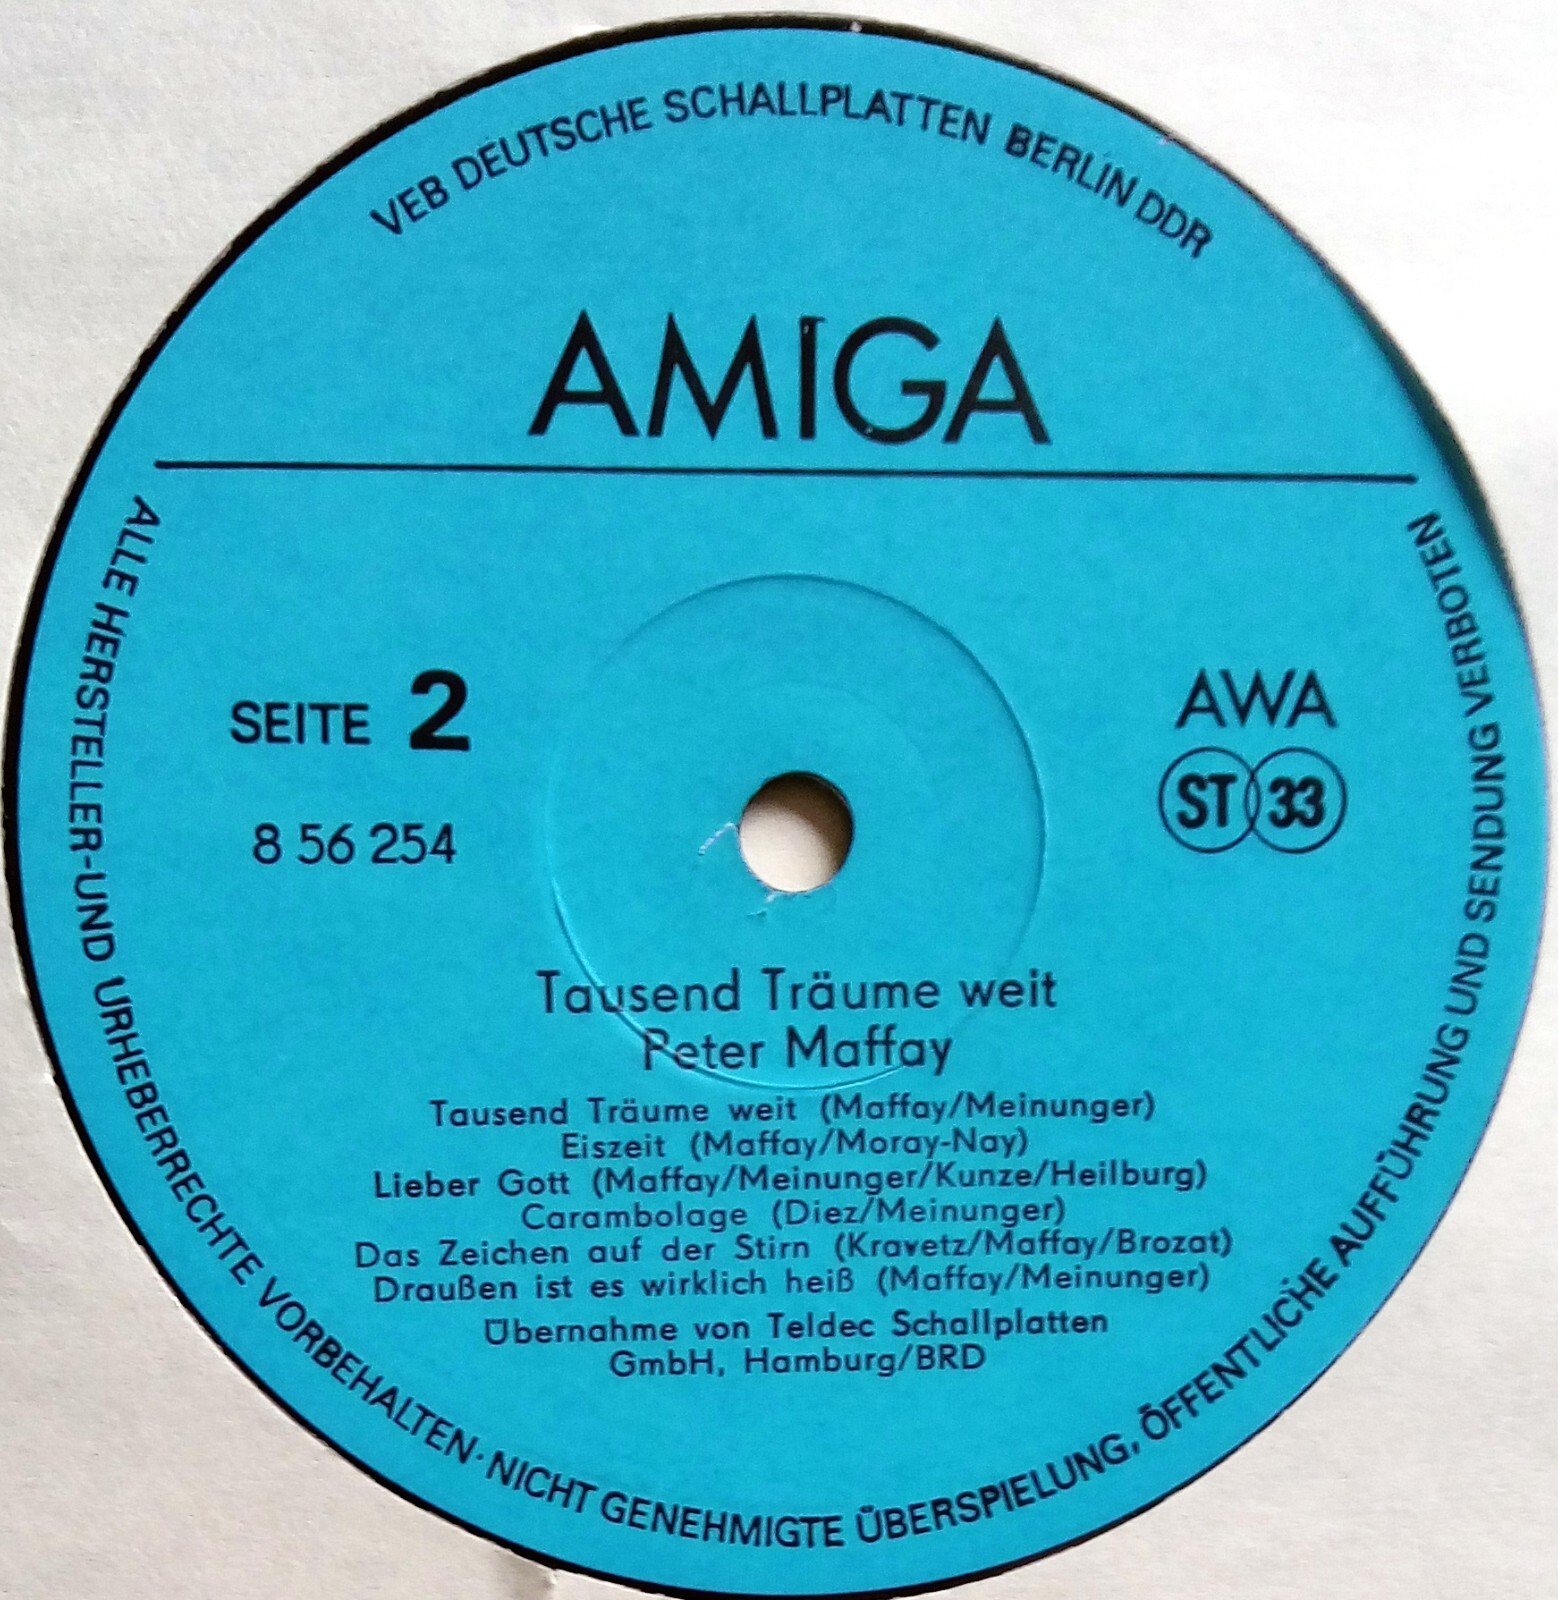 VEB DEUTSCHE SCHALLPLATTEN BERLIN DDR
AMIGA
SEITE 2
8 56 254
AWA
ST 33
Tausend Träume weit
Peter Maffay
Tausend Träume weit (Maffay/Meinunger)
Eiszeit (Maffay/Moray-Nay)
Lieber Gott (Maffay/Meinunger/Kunze/Heilburg)
Carambolage (Diez/Meinunger)
Das Zeichen auf der Stirn (Kravetz/Maffay/Brozat)
Draußen ist es wirklich heiß (Maffay/Meinunger)
Übernahme von Teldec Schallplatten
GmbH, Hamburg/BRD
ALLE HERSTELLER-UND URHEBERRECHTE VORBEHALTEN · NICHT GENEHMIGTE ÜBERSPIELUNG, ÖFFENTLICHE AUFFÜHRUNG UND SENDUNG VERBOTEN